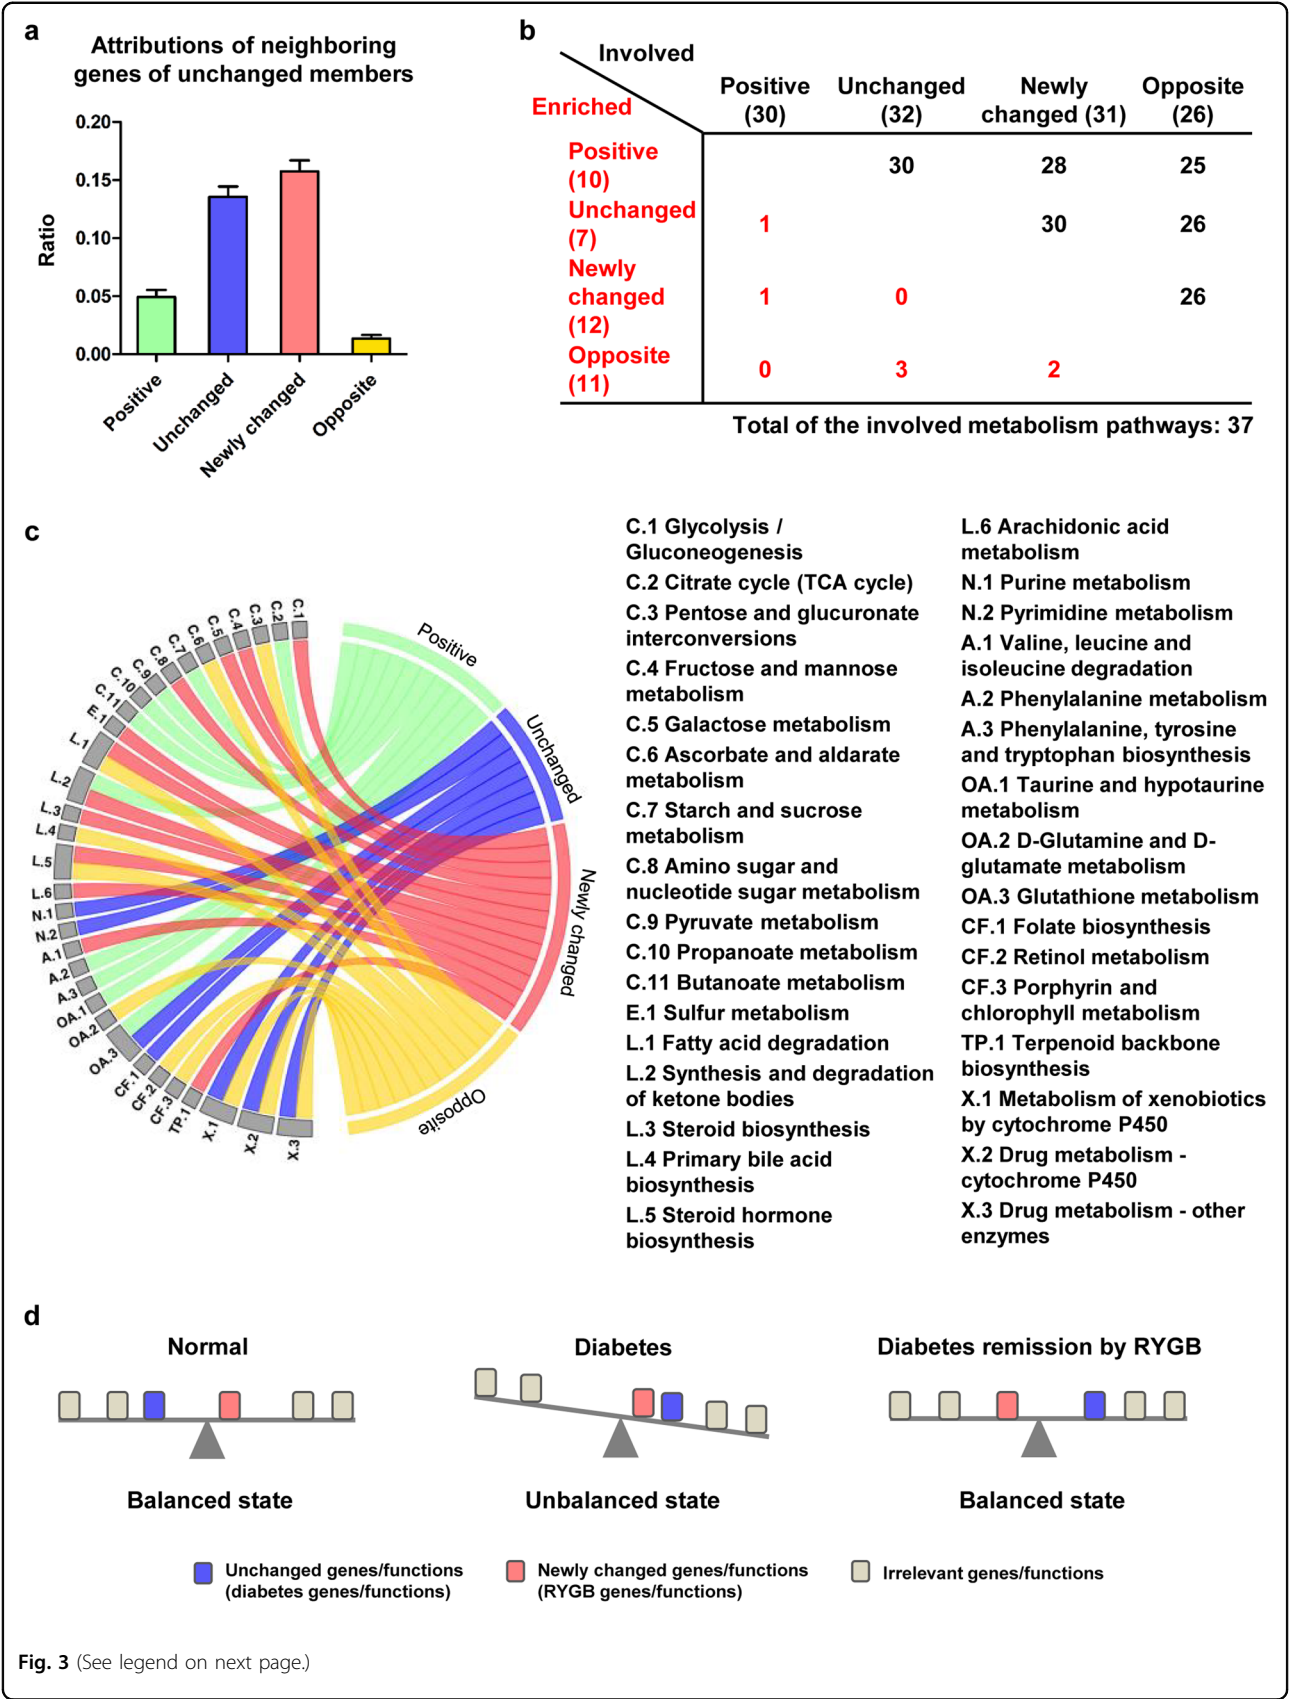 a
Attributions of neighboring
genes of unchanged members
0.20
0.15
0.10
0.05
0.00
Ratio
Positive
Unchanged
Newly changed
Opposite
b
Involved
Enriched
Positive
(30)
Unchanged
(32)
Newly
changed (31)
Opposite
(26)
Positive
(10)
30
28
25
Unchanged
(7)
1
30
26
Newly
changed
(12)
1
0
26
Opposite
(11)
0
3
2
Total of the involved metabolism pathways: 37
c
C.1
C.2
C.3
C.4
C.5
C.6
C.7
C.8
C.9
C.10
C.11
E.1
L.1
L.2
L.3
L.4
L.5
L.6
N.1
N.2
A.1
A.2
A.3
OA.1
OA.2
OA.3
CF.1
CF.2
CF.3
TP.1
X.1
X.2
X.3
Positive
Unchanged
Newly changed
Opposite
C.1 Glycolysis /
Gluconeogenesis
C.2 Citrate cycle (TCA cycle)
C.3 Pentose and glucuronate
interconversions
C.4 Fructose and mannose
metabolism
C.5 Galactose metabolism
C.6 Ascorbate and aldarate
metabolism
C.7 Starch and sucrose
metabolism
C.8 Amino sugar and
nucleotide sugar metabolism
C.9 Pyruvate metabolism
C.10 Propanoate metabolism
C.11 Butanoate metabolism
E.1 Sulfur metabolism
L.1 Fatty acid degradation
L.2 Synthesis and degradation
of ketone bodies
L.3 Steroid biosynthesis
L.4 Primary bile acid
biosynthesis
L.5 Steroid hormone
biosynthesis
L.6 Arachidonic acid
metabolism
N.1 Purine metabolism
N.2 Pyrimidine metabolism
A.1 Valine, leucine and
isoleucine degradation
A.2 Phenylalanine metabolism
A.3 Phenylalanine, tyrosine
and tryptophan biosynthesis
OA.1 Taurine and hypotaurine
metabolism
OA.2 D-Glutamine and D-
glutamate metabolism
OA.3 Glutathione metabolism
CF.1 Folate biosynthesis
CF.2 Retinol metabolism
CF.3 Porphyrin and
chlorophyll metabolism
TP.1 Terpenoid backbone
biosynthesis
X.1 Metabolism of xenobiotics
by cytochrome P450
X.2 Drug metabolism -
cytochrome P450
X.3 Drug metabolism - other
enzymes
d
Normal
Diabetes
Diabetes remission by RYGB
Balanced state
Unbalanced state
Balanced state
Unchanged genes/functions
(diabetes genes/functions)
Newly changed genes/functions
(RYGB genes/functions)
Irrelevant genes/functions
Fig. 3 (See legend on next page.)